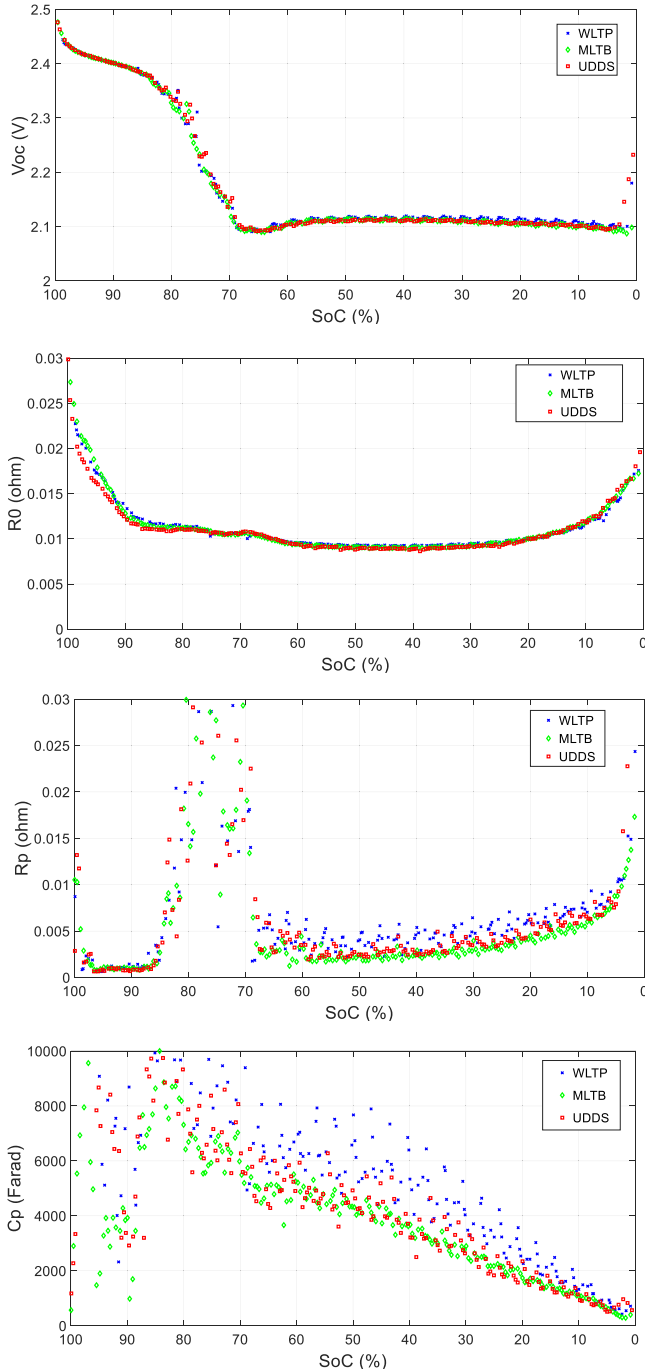 2.5
2.4
2.3
2.2
2.1
2
Voc (V)
WLTP
MLTB
UDDS
100 90 80 70 60 50 40 30 20 10 0
SoC (%)
0.03
0.025
0.02
0.015
0.01
0.005
0
R0 (ohm)
WLTP
MLTB
UDDS
100 90 80 70 60 50 40 30 20 10 0
SoC (%)
0.03
0.025
0.02
0.015
0.01
0.005
0
Rp (ohm)
WLTP
MLTB
UDDS
100 90 80 70 60 50 40 30 20 10 0
SoC (%)
10000
8000
6000
4000
2000
0
Cp (Farad)
WLTP
MLTB
UDDS
100 90 80 70 60 50 40 30 20 10 0
SoC (%)